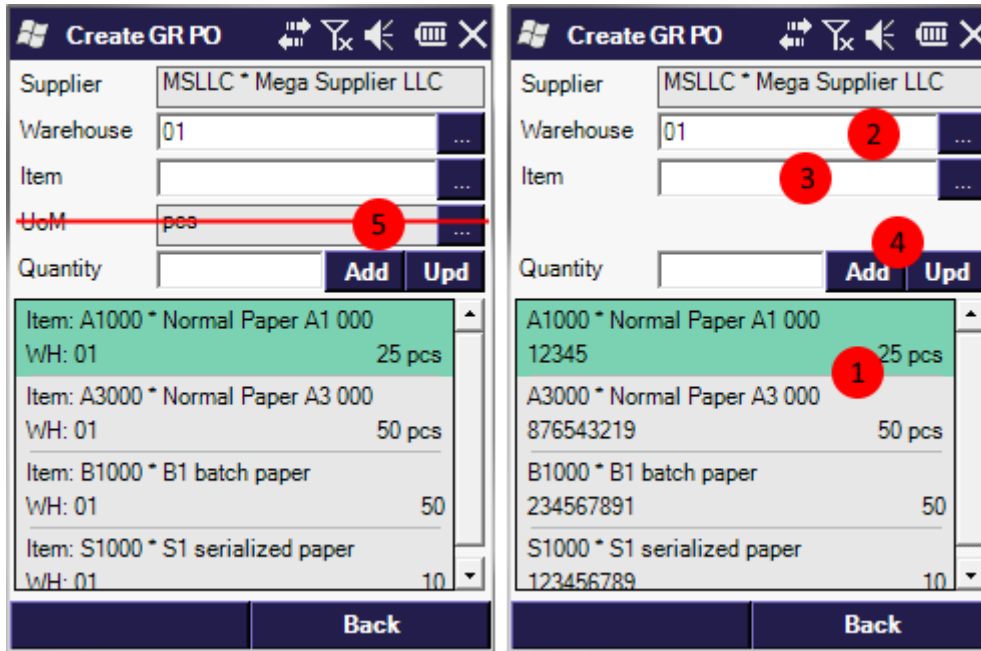 Create GR PO
Supplier MSLLC * Mega Supplier LLC
Warehouse 01 ...
Item ...
UoM pcs 5 ...
Quantity Add Upd
Item: A1000 * Normal Paper A1 000
WH: 01 25 pcs
Item: A3000 * Normal Paper A3 000
WH: 01 50 pcs
Item: B1000 * B1 batch paper
WH: 01 50
Item: S1000 * S1 serialized paper
WH: 01 10
Back
Create GR PO
Supplier MSLLC * Mega Supplier LLC
Warehouse 01 2 ...
Item 3 ...
4
Quantity Add Upd
A1000 * Normal Paper A1 000
12345 25 pcs
1
A3000 * Normal Paper A3 000
876543219 50 pcs
B1000 * B1 batch paper
234567891 50
S1000 * S1 serialized paper
123456789 10
Back